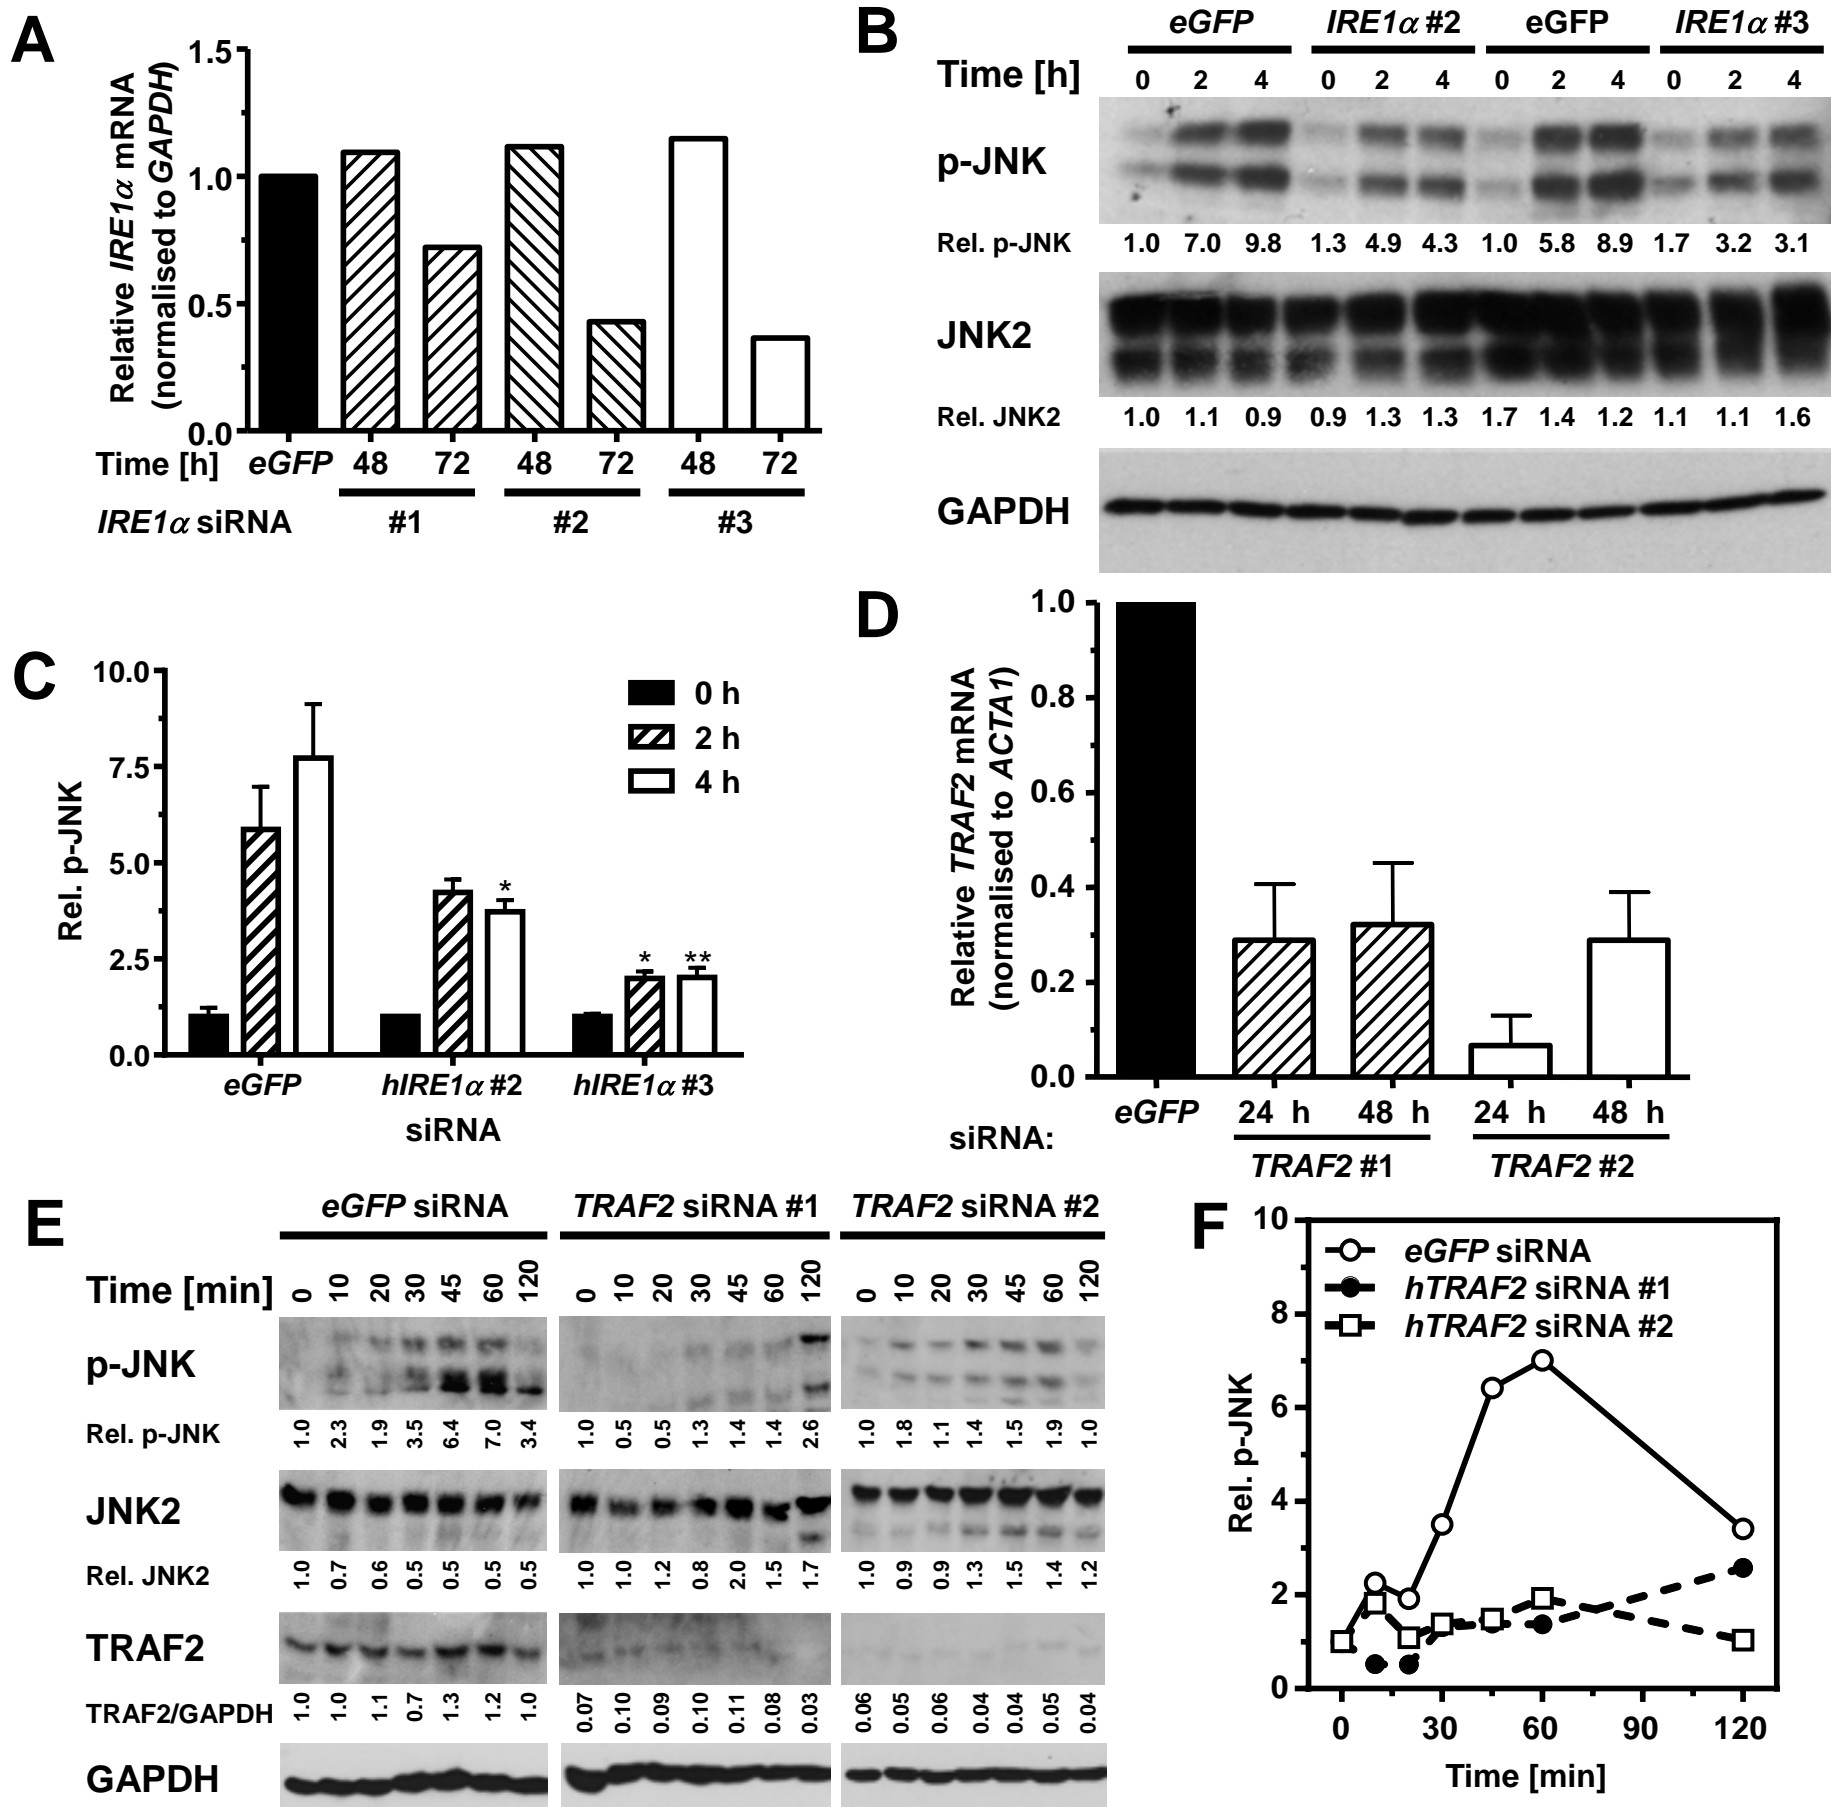 A
1.5
1.0
0.5
0.0
Relative IRE1α mRNA
(normalised to GAPDH)
Time [h] eGFP 48 72 48 72 48 72
IRE1α siRNA #1 #2 #3
B
eGFP IRE1α #2 eGFP IRE1α #3
Time [h] 0 2 4 0 2 4 0 2 4 0 2 4
p-JNK
Rel. p-JNK 1.0 7.0 9.8 1.3 4.9 4.3 1.0 5.8 8.9 1.7 3.2 3.1
JNK2
Rel. JNK2 1.0 1.1 0.9 0.9 1.3 1.3 1.7 1.4 1.2 1.1 1.1 1.6
GAPDH
C
10.0
7.5
5.0
2.5
0.0
Rel. p-JNK
0 h
2 h
4 h
*
* **
eGFP hIRE1α #2 hIRE1α #3
siRNA
D
1.0
0.8
0.6
0.4
0.2
0.0
Relative TRAF2 mRNA
(normalised to ACTA1)
eGFP 24 h 48 h 24 h 48 h
siRNA:
TRAF2 #1 TRAF2 #2
E
eGFP siRNA TRAF2 siRNA #1 TRAF2 siRNA #2
Time [min] 0 10 20 30 45 60 120 0 10 20 30 45 60 120 0 10 20 30 45 60 120
p-JNK
Rel. p-JNK 1.0 2.3 1.9 3.5 6.4 7.0 3.4 1.0 0.5 0.5 1.3 1.4 1.4 2.6 1.0 1.8 1.1 1.4 1.5 1.9 1.0
JNK2
Rel. JNK2 1.0 0.7 0.6 0.5 0.5 0.5 0.5 1.0 1.0 1.2 0.8 2.0 1.5 1.7 1.0 0.9 0.9 1.3 1.5 1.4 1.2
TRAF2
TRAF2/GAPDH 1.0 1.0 1.1 0.7 1.3 1.2 1.0 0.07 0.10 0.09 0.10 0.11 0.08 0.03 0.06 0.05 0.06 0.04 0.04 0.05 0.04
GAPDH
F
10
8
6
4
2
0
Rel. p-JNK
eGFP siRNA
hTRAF2 siRNA #1
hTRAF2 siRNA #2
0 30 60 90 120
Time [min]